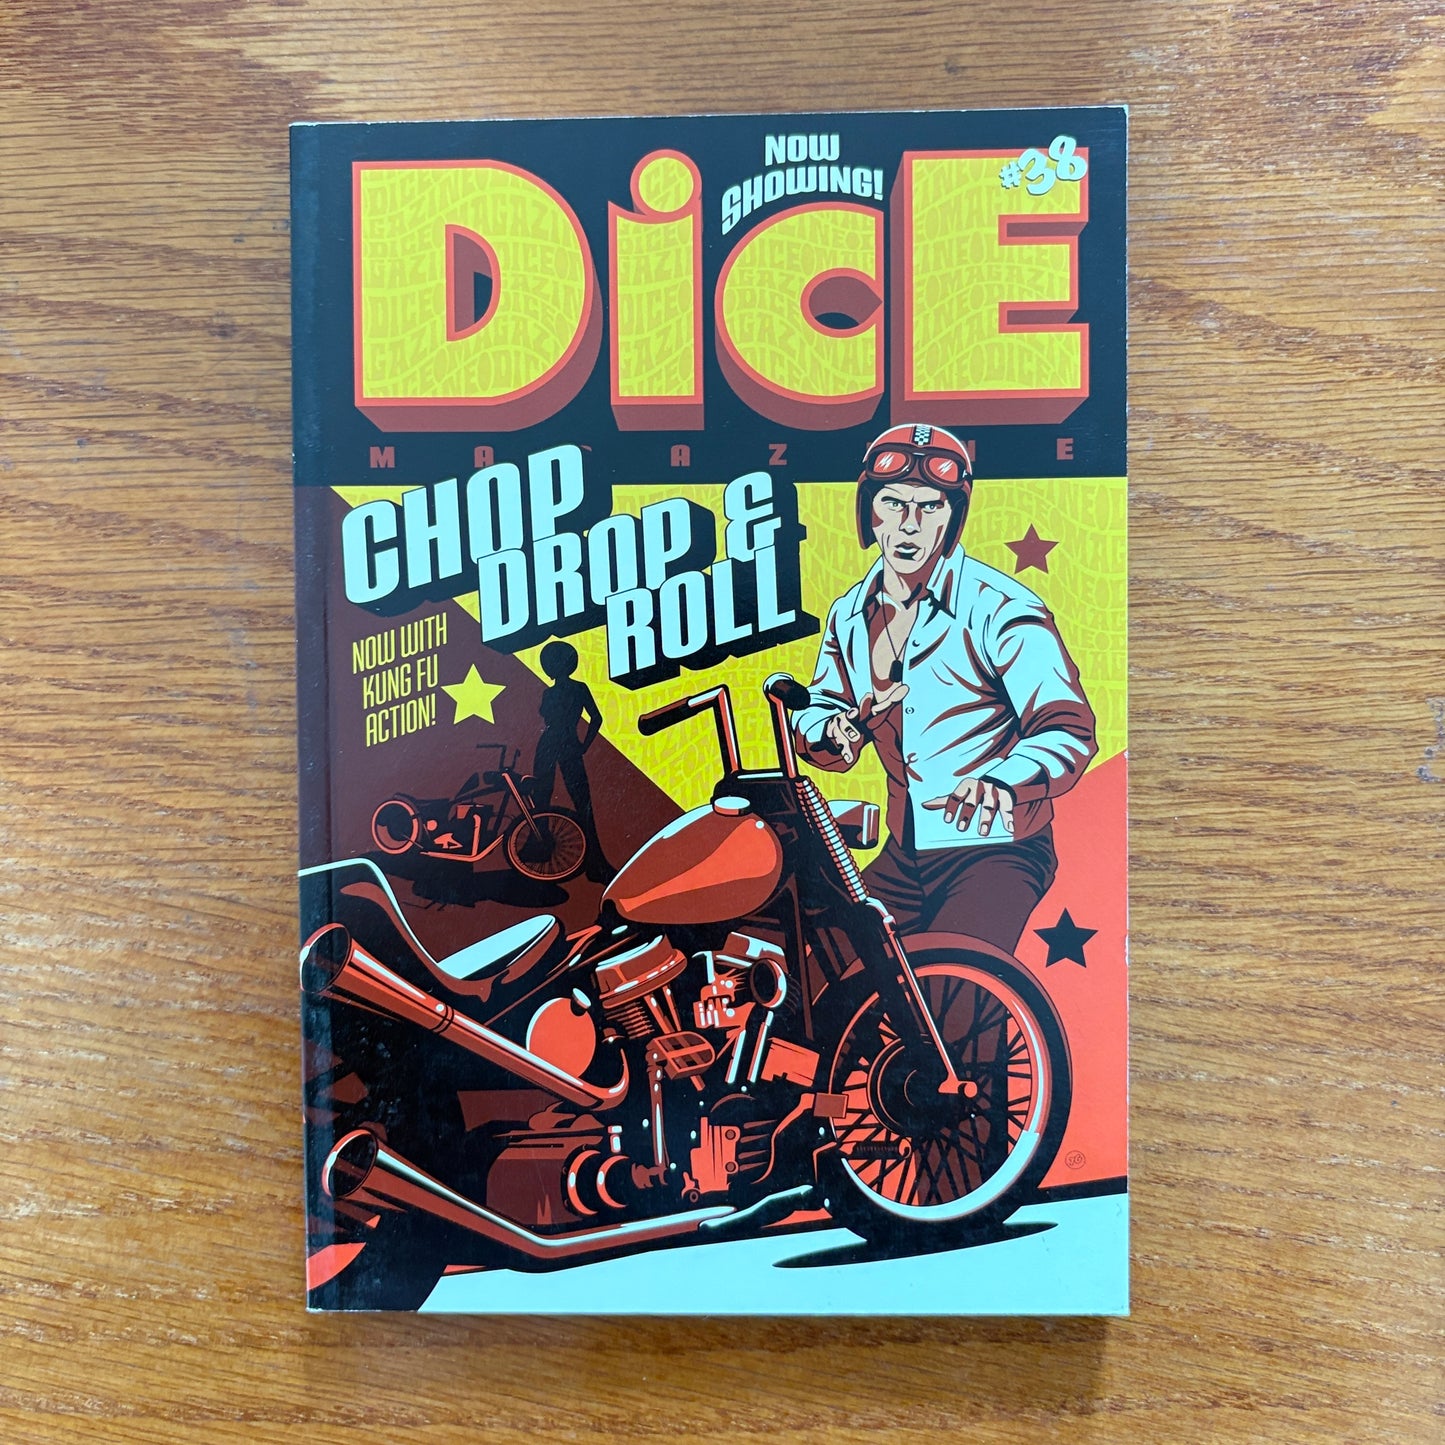 NOW
SHOWING!
#38
DiCE
MAGAZINE
CHOP
DROP &
ROLL
NOW WITH
KUNG FU
ACTION!